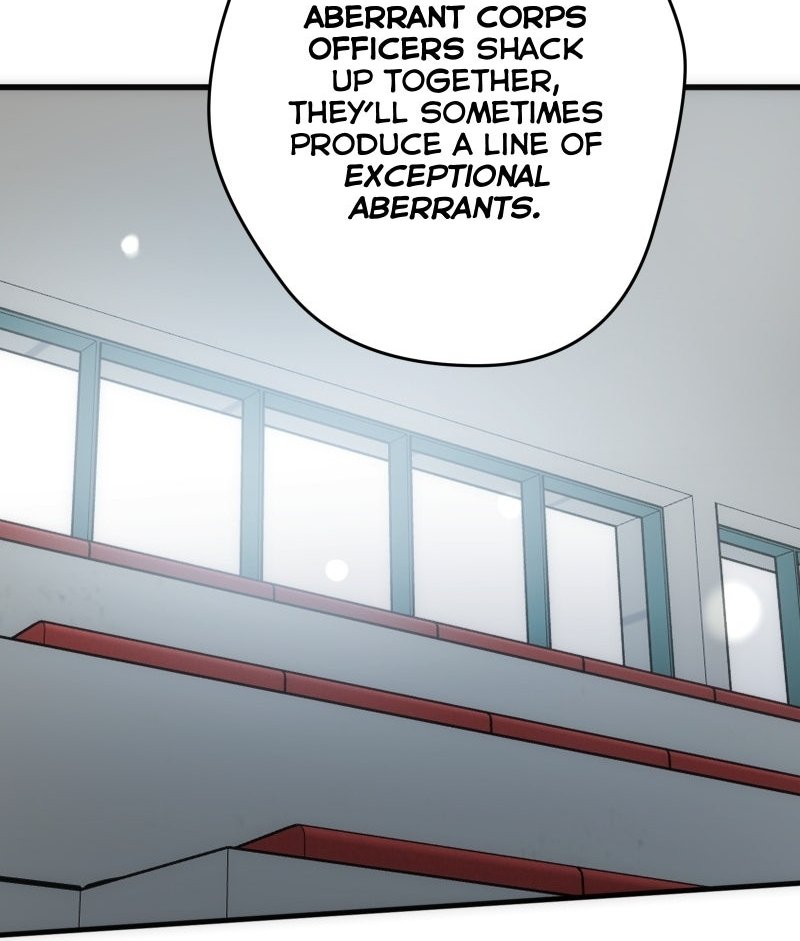 ABERRANT CORPS
OFFICERS SHACK
UP TOGETHER,
THEY'LL SOMETIMES
PRODUCE A LINE OF
EXCEPTIONAL
ABERRANTS.